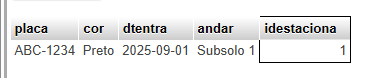 placa cor dtentra andar idestaciona
ABC-1234 Preto 2025-09-01 Subsolo 1 1